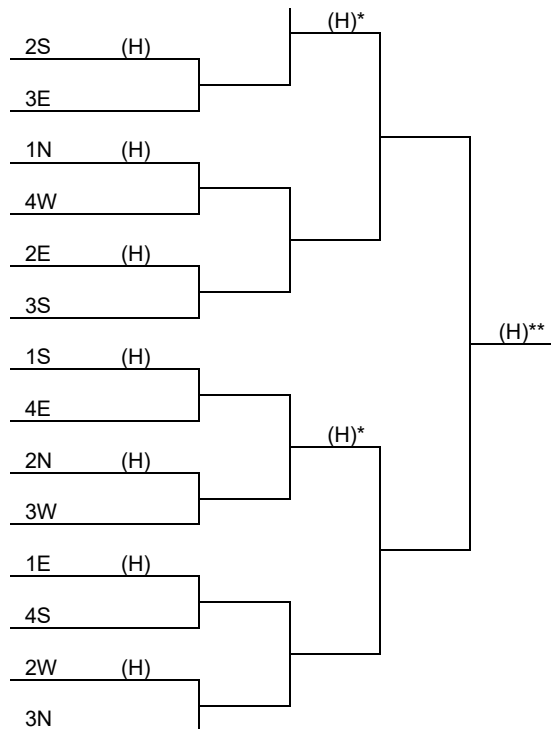 (H)*
2S (H)
3E
1N (H)
4W
2E (H)
3S
(H)**
1S (H)
4E
(H)*
2N (H)
3W
1E (H)
4S
2W (H)
3N